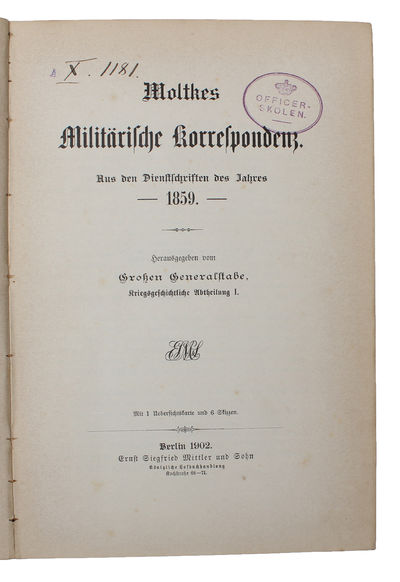 X. 1181.
OFFICER-
SKOLEN.
Moltkes
Militärische Korrespondenz.
Aus den Dienstschriften des Jahres
— 1859. —
Herausgegeben vom
Großen Generalstabe,
Kriegsgeschichtliche Abtheilung I.
Mit 1 Uebersichtskarte und 6 Skizzen.
Berlin 1902.
Ernst Siegfried Mittler und Sohn
Königliche Hofbuchhandlung
Kochstraße 68—71.